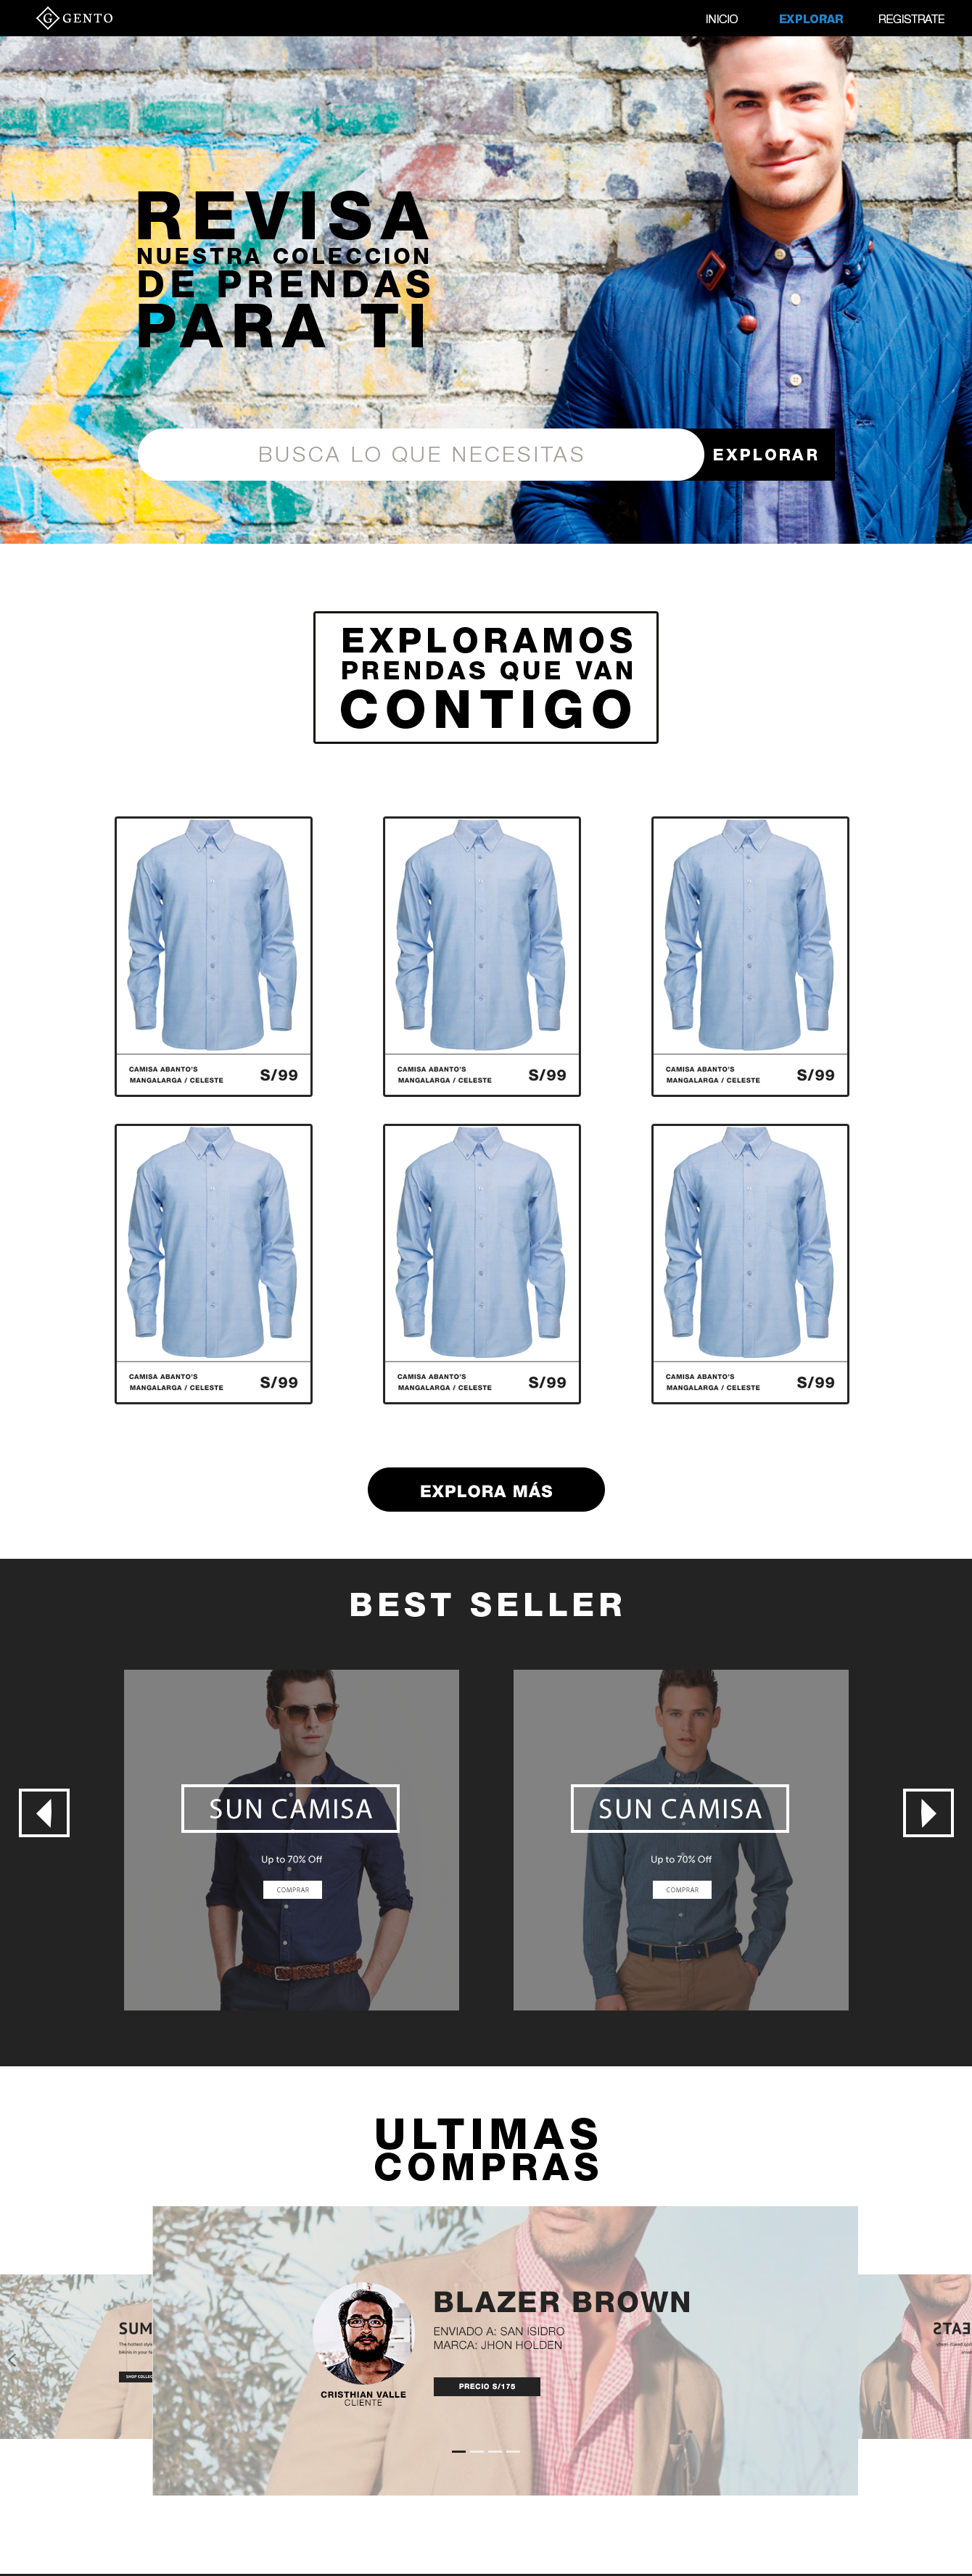 G GENTO
INICIO
EXPLORAR
REGISTRATE
REVISA
NUESTRA COLECCION
DE PRENDAS
PARA TI
BUSCA LO QUE NECESITAS
EXPLORAR
EXPLORAMOS
PRENDAS QUE VAN
CONTIGO
CAMISA ABANTO'S
MANGALARGA / CELESTE
S/99
CAMISA ABANTO'S
MANGALARGA / CELESTE
S/99
CAMISA ABANTO'S
MANGALARGA / CELESTE
S/99
CAMISA ABANTO'S
MANGALARGA / CELESTE
S/99
CAMISA ABANTO'S
MANGALARGA / CELESTE
S/99
CAMISA ABANTO'S
MANGALARGA / CELESTE
S/99
EXPLORA MÁS
BEST SELLER
SUN CAMISA
Up to 70% Off
COMPRAR
SUN CAMISA
Up to 70% Off
COMPRAR
ULTIMAS
COMPRAS
SUM
The hottest
SHOP
BLAZER BROWN
ENVIADO A: SAN ISIDRO
MARCA: JHON HOLDEN
PRECIO S/175
CRISTHIAN VALLE
CLIENTE
EATS